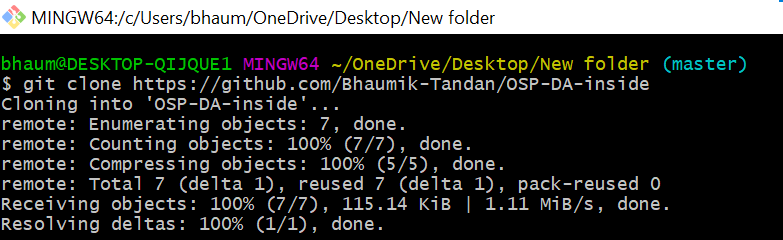 MINGW64:/c/Users/bhaum/OneDrive/Desktop/New folder
bhaum@DESKTOP-QIJQUE1 MINGW64 ~/OneDrive/Desktop/New folder (master)
$ git clone https://github.com/Bhaumik-Tandan/OSP-DA-inside
Cloning into 'OSP-DA-inside'...
remote: Enumerating objects: 7, done.
remote: Counting objects: 100% (7/7), done.
remote: Compressing objects: 100% (5/5), done.
remote: Total 7 (delta 1), reused 7 (delta 1), pack-reused 0
Receiving objects: 100% (7/7), 115.14 KiB | 1.11 MiB/s, done.
Resolving deltas: 100% (1/1), done.